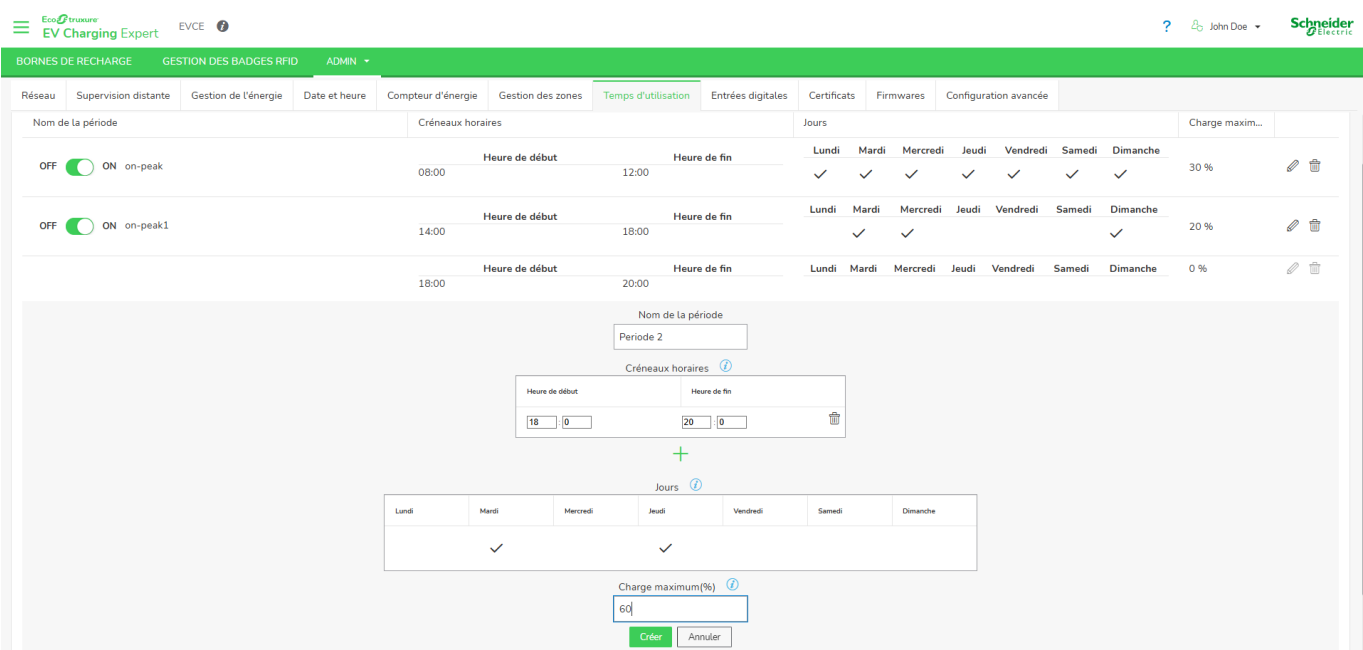 EcoStruxure
EV Charging Expert
EVCE
?
John Doe
Schneider
Electric
BORNES DE RECHARGE GESTION DES BADGES RFID ADMIN
Réseau Supervision distante Gestion de l'énergie Date et heure Compteur d'énergie Gestion des zones Temps d'utilisation Entrées digitales Certificats Firmwares Configuration avancée
Nom de la période Créneaux horaires Jours Charge maxim...
Heure de début Heure de fin Lundi Mardi Mercredi Jeudi Vendredi Samedi Dimanche
OFF ON on-peak 08:00 12:00 30 %
Heure de début Heure de fin Lundi Mardi Mercredi Jeudi Vendredi Samedi Dimanche
OFF ON on-peak1 14:00 18:00 20 %
Heure de début Heure de fin Lundi Mardi Mercredi Jeudi Vendredi Samedi Dimanche 0 %
18:00 20:00
Nom de la période
Periode 2
Créneaux horaires
Heure de début Heure de fin
18 : 0 20 : 0
Jours
Lundi Mardi Mercredi Jeudi Vendredi Samedi Dimanche
Charge maximum(%)
60
Créer Annuler